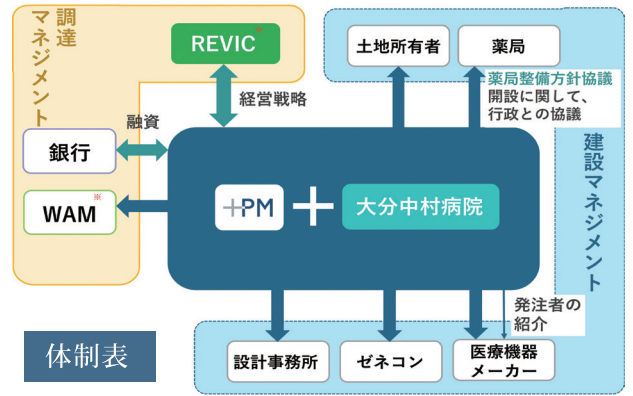 調達
マネジメント
REVIC※
経営戦略
融資
銀行
WAM※
土地所有者
薬局
薬局整備方針協議
開設に関して、
行政との協議
建設マネジメント
+PM
+
大分中村病院
発注者の
紹介
設計事務所
ゼネコン
医療機器
メーカー
体制表